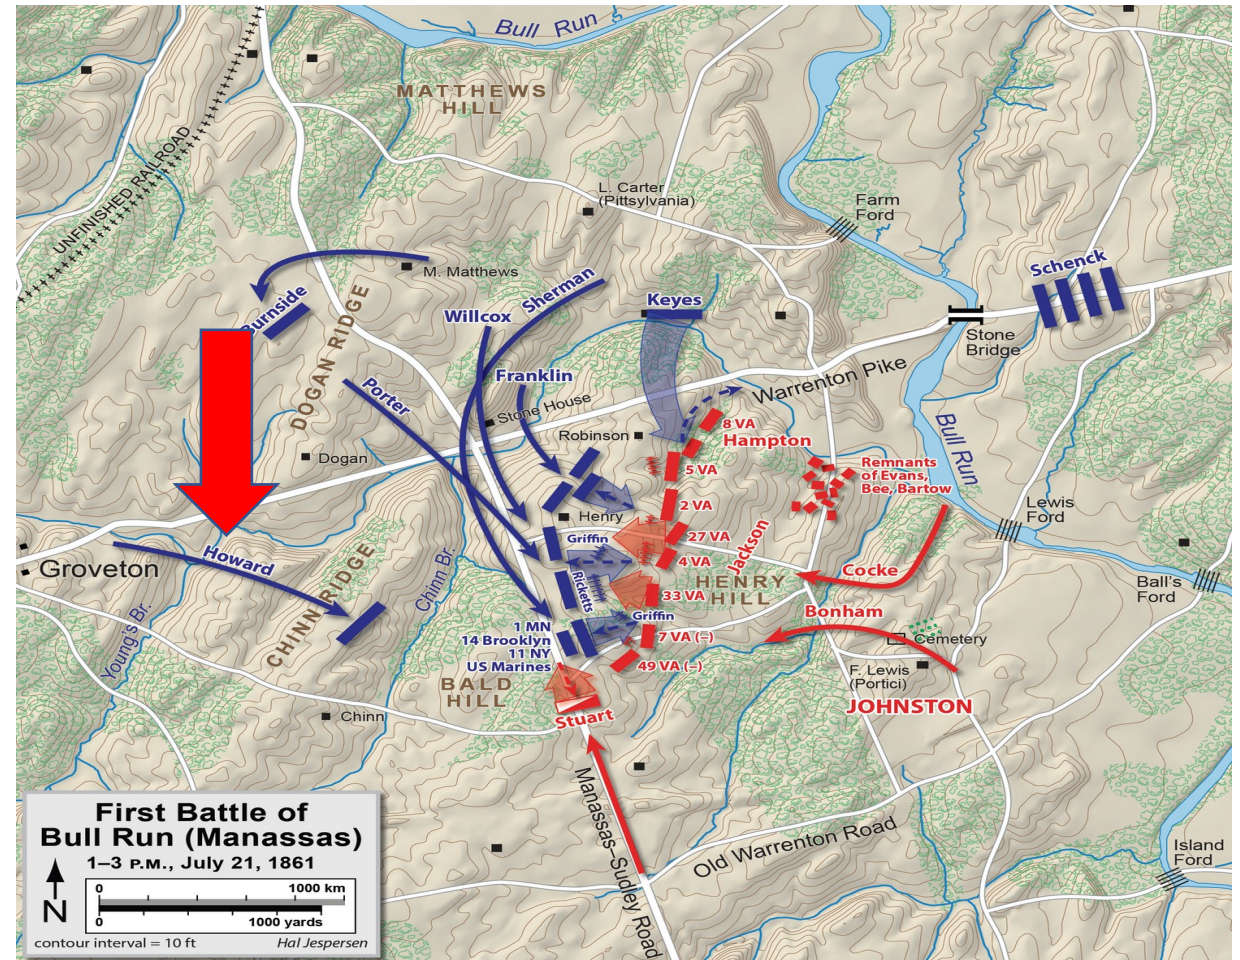 Bull Run
MATTHEWS
HILL
UNFINISHED RAILROAD
L. Carter
(Pittsylvania)
Farm
Ford
M. Matthews
Schenck
Burnside
Sherman
Keyes
Willcox
Stone
Bridge
DOGAN RIDGE
Franklin
Porter
Warrenton Pike
Stone House
8 VA
Hampton
Robinson
Bull Run
Dogan
5 VA
Remnants
of Evans,
Bee, Bartow
2 VA
Lewis
Ford
Henry
27 VA
Griffin
Jackson
Howard
4 VA
Groveton
Cocke
CHINN RIDGE
Chinn Br.
Ricketts
HENRY
HILL
Ball's
Ford
33 VA
Bonham
Griffin
Young's Br.
1 MN
14 Brooklyn
11 NY
US Marines
7 VA (–)
Cemetery
49 VA (–)
F. Lewis
(Portici)
BALD
HILL
JOHNSTON
Chinn
Stuart
Manassas–Sudley Road
Old Warrenton Road
Island
Ford
First Battle of
Bull Run (Manassas)
1–3 P.M., July 21, 1861
0 1000 km
0 1000 yards
N
contour interval = 10 ft Hal Jespersen